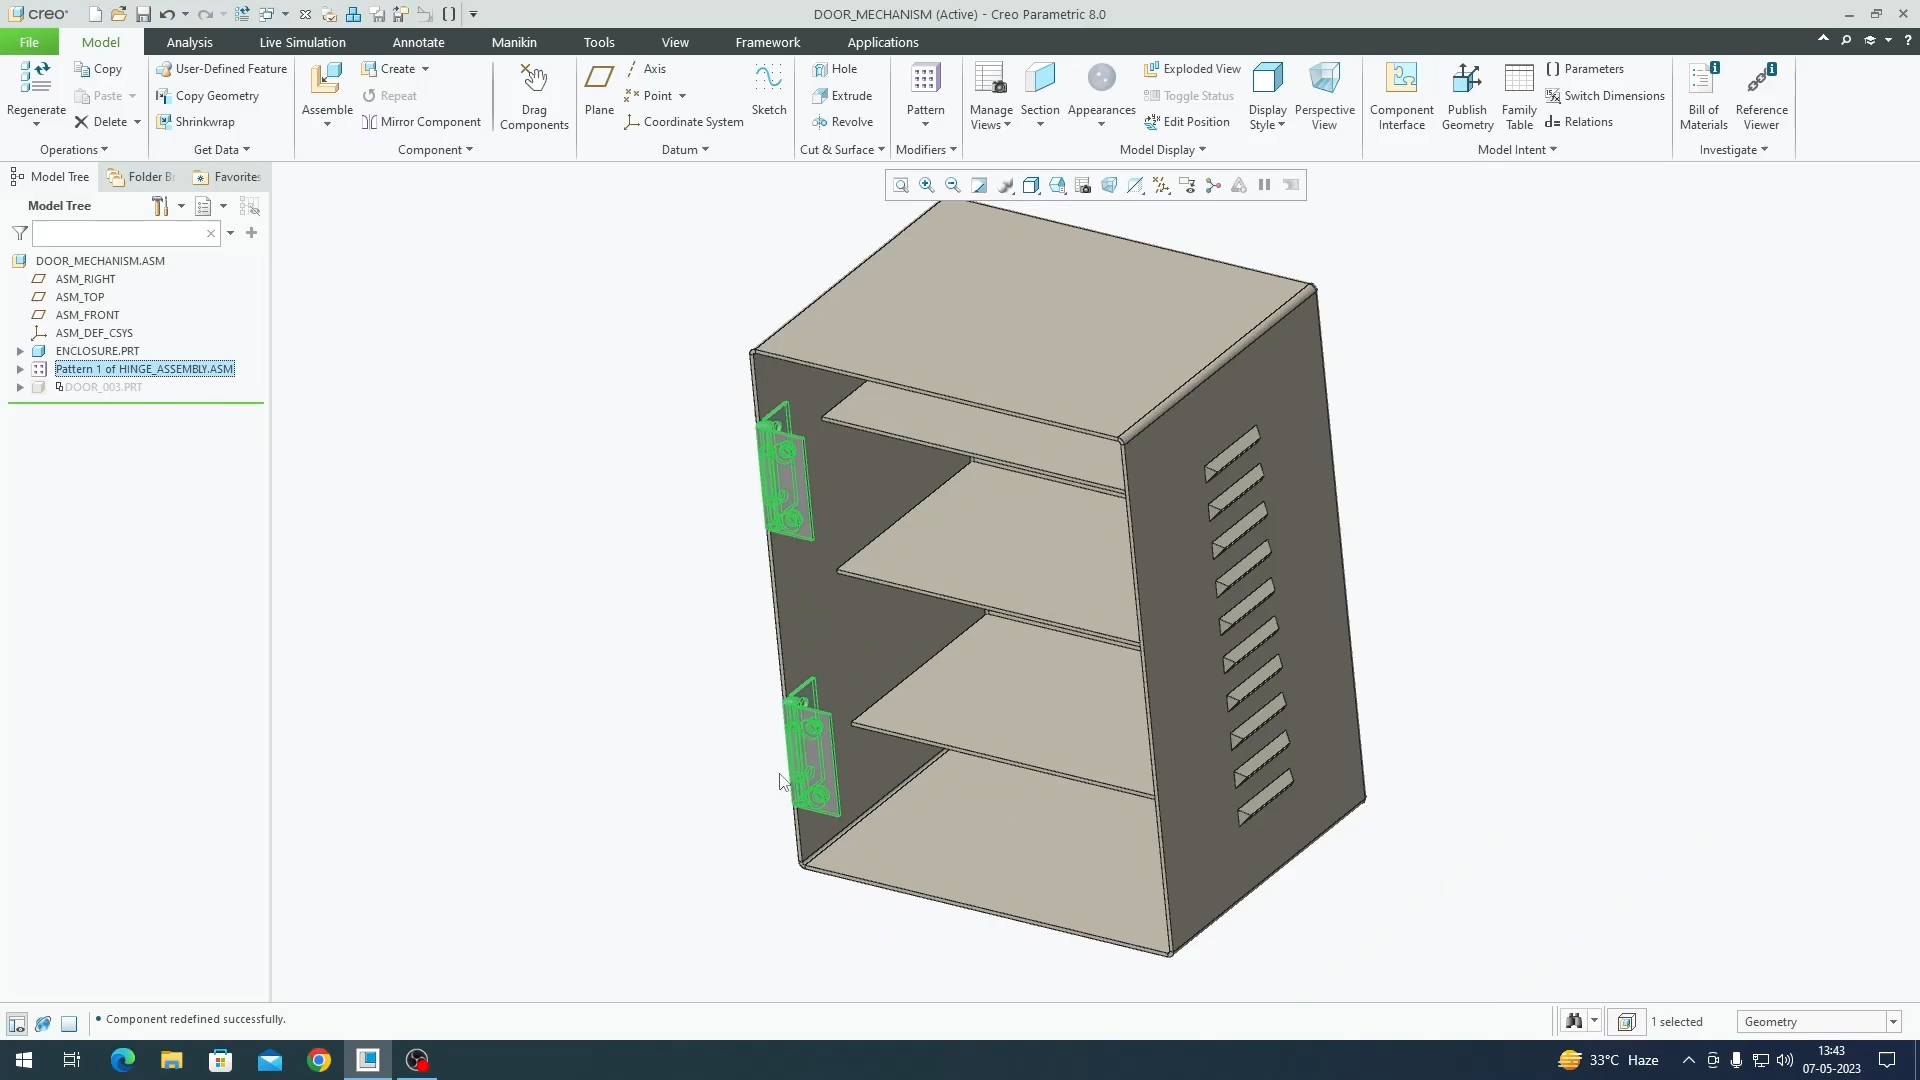 creo
DOOR_MECHANISM (Active) - Creo Parametric 8.0
File Model Analysis Live Simulation Annotate Manikin Tools View Framework Applications
Regenerate
Copy
Paste
Delete
Operations
User-Defined Feature
Copy Geometry
Shrinkwrap
Get Data
Assemble
Create
Repeat
Mirror Component
Component
Drag
Components
Plane
Axis
Point
Coordinate System
Sketch
Datum
Hole
Extrude
Revolve
Cut & Surface
Pattern
Modifiers
Manage
Views
Section
Appearances
Exploded View
Toggle Status
Edit Position
Display
Style
Perspective
View
Model Display
Component
Interface
Publish
Geometry
Family
Table
Parameters
Switch Dimensions
Relations
Model Intent
Bill of
Materials
Reference
Viewer
Investigate
Model Tree Folder Br Favorites
Model Tree
DOOR_MECHANISM.ASM
ASM_RIGHT
ASM_TOP
ASM_FRONT
ASM_DEF_CSYS
ENCLOSURE.PRT
Pattern 1 of HINGE_ASSEMBLY.ASM
DOOR_003.PRT
Component redefined successfully.
1 selected
Geometry
33°C Haze
13:43
07-05-2023